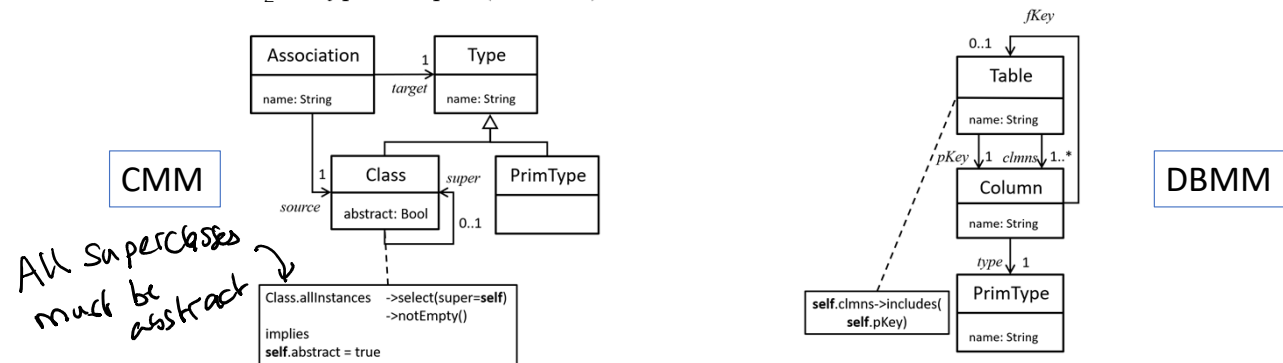 fKey
0..1
Association
name: String
1
target
Type
name: String
Table
name: String
CMM
1
source
Class
abstract: Bool
super
0..1
PrimType
pKey 1 clmns 1..*
Column
name: String
DBMM
All superclasses
must be
abstract
Class.allInstances ->select(super=self)
->notEmpty()
implies
self.abstract = true
type 1
self.clmns->includes(
self.pKey)
PrimType
name: String